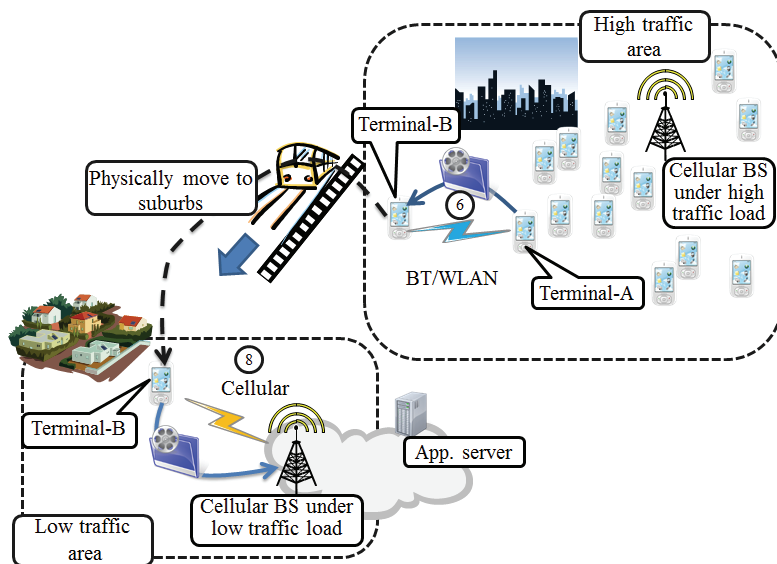 High traffic
area
Terminal-B
Cellular BS
under high
traffic load
Physically move to
suburbs
6
BT/WLAN
Terminal-A
8
Cellular
Terminal-B
App. server
Cellular BS under
low traffic load
Low traffic
area